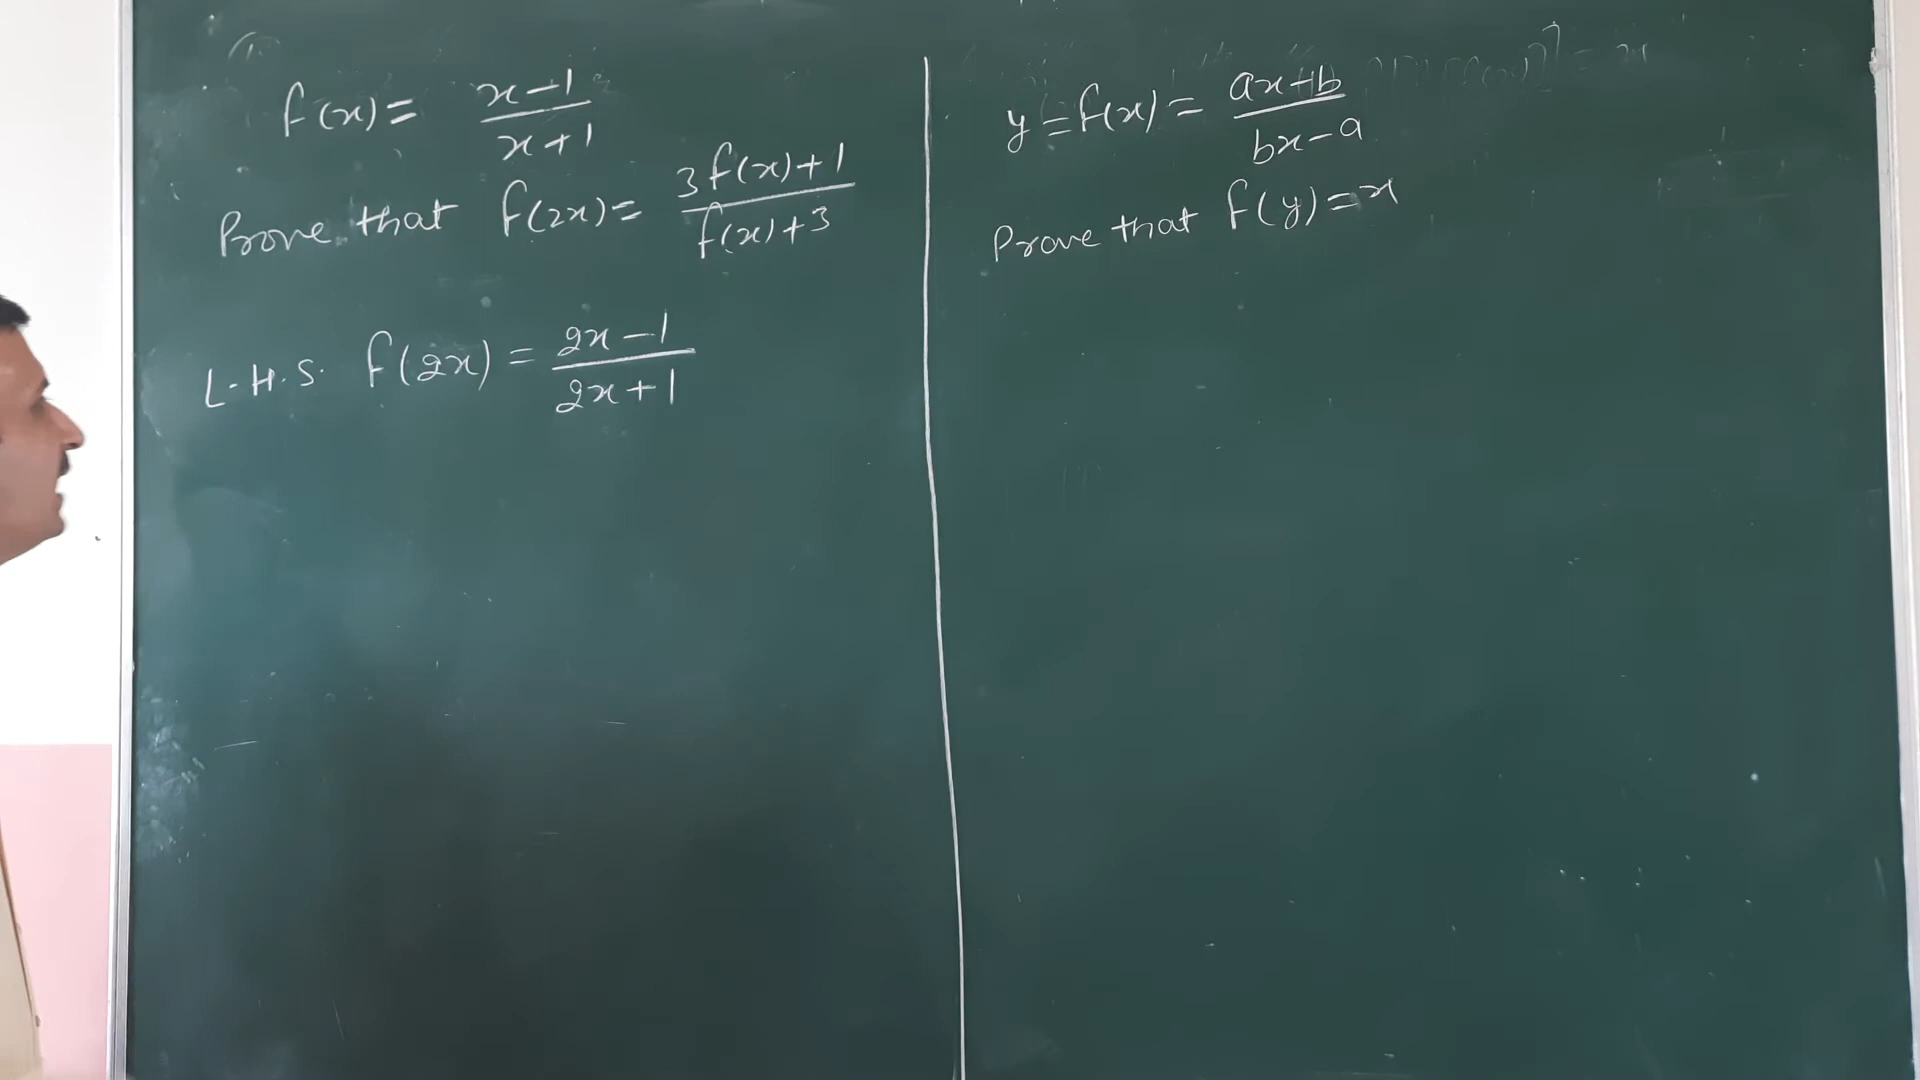 f(x) = x-1 / x+1
Prove that f(2x) = 3f(x)+1 / f(x)+3
L.H.S. f(2x) = 2x-1 / 2x+1
y = f(x) = ax+b / bx-a
Prove that f(y)=x